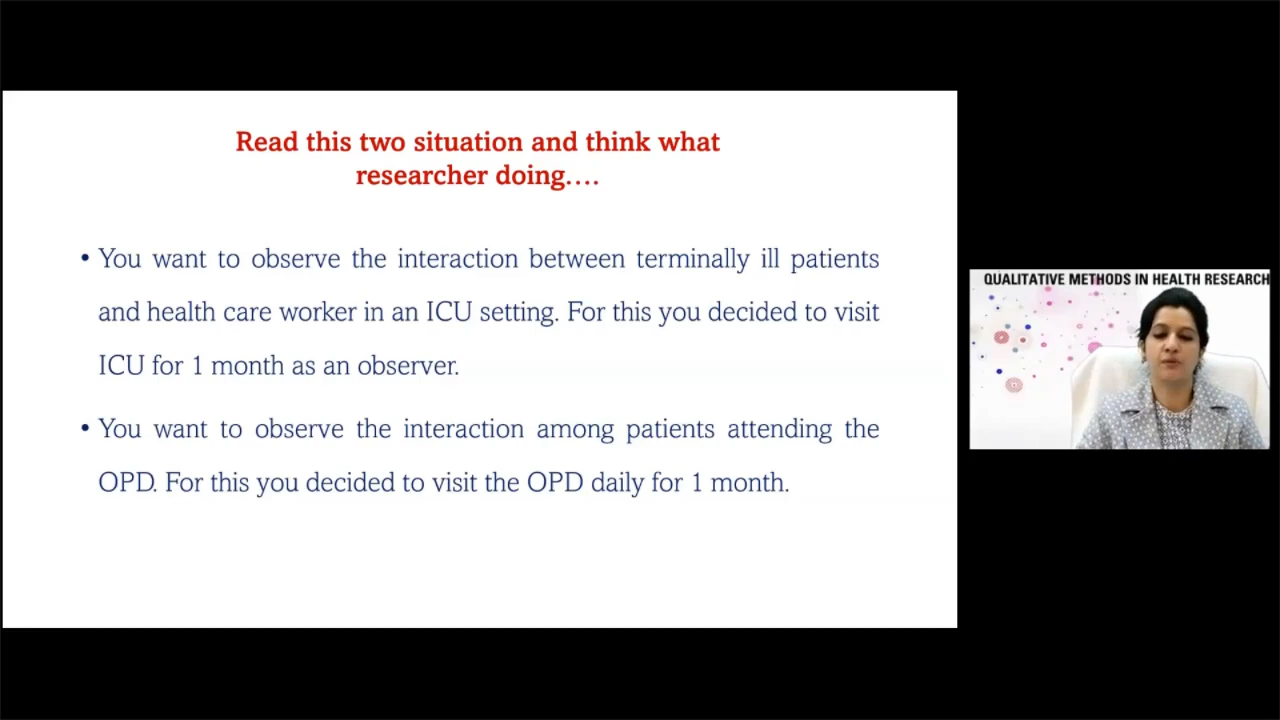 Read this two situation and think what
researcher doing....
• You want to observe the interaction between terminally ill patients
and health care worker in an ICU setting. For this you decided to visit
ICU for 1 month as an observer.
• You want to observe the interaction among patients attending the
OPD. For this you decided to visit the OPD daily for 1 month.
QUALITATIVE METHODS IN HEALTH RESEARCH